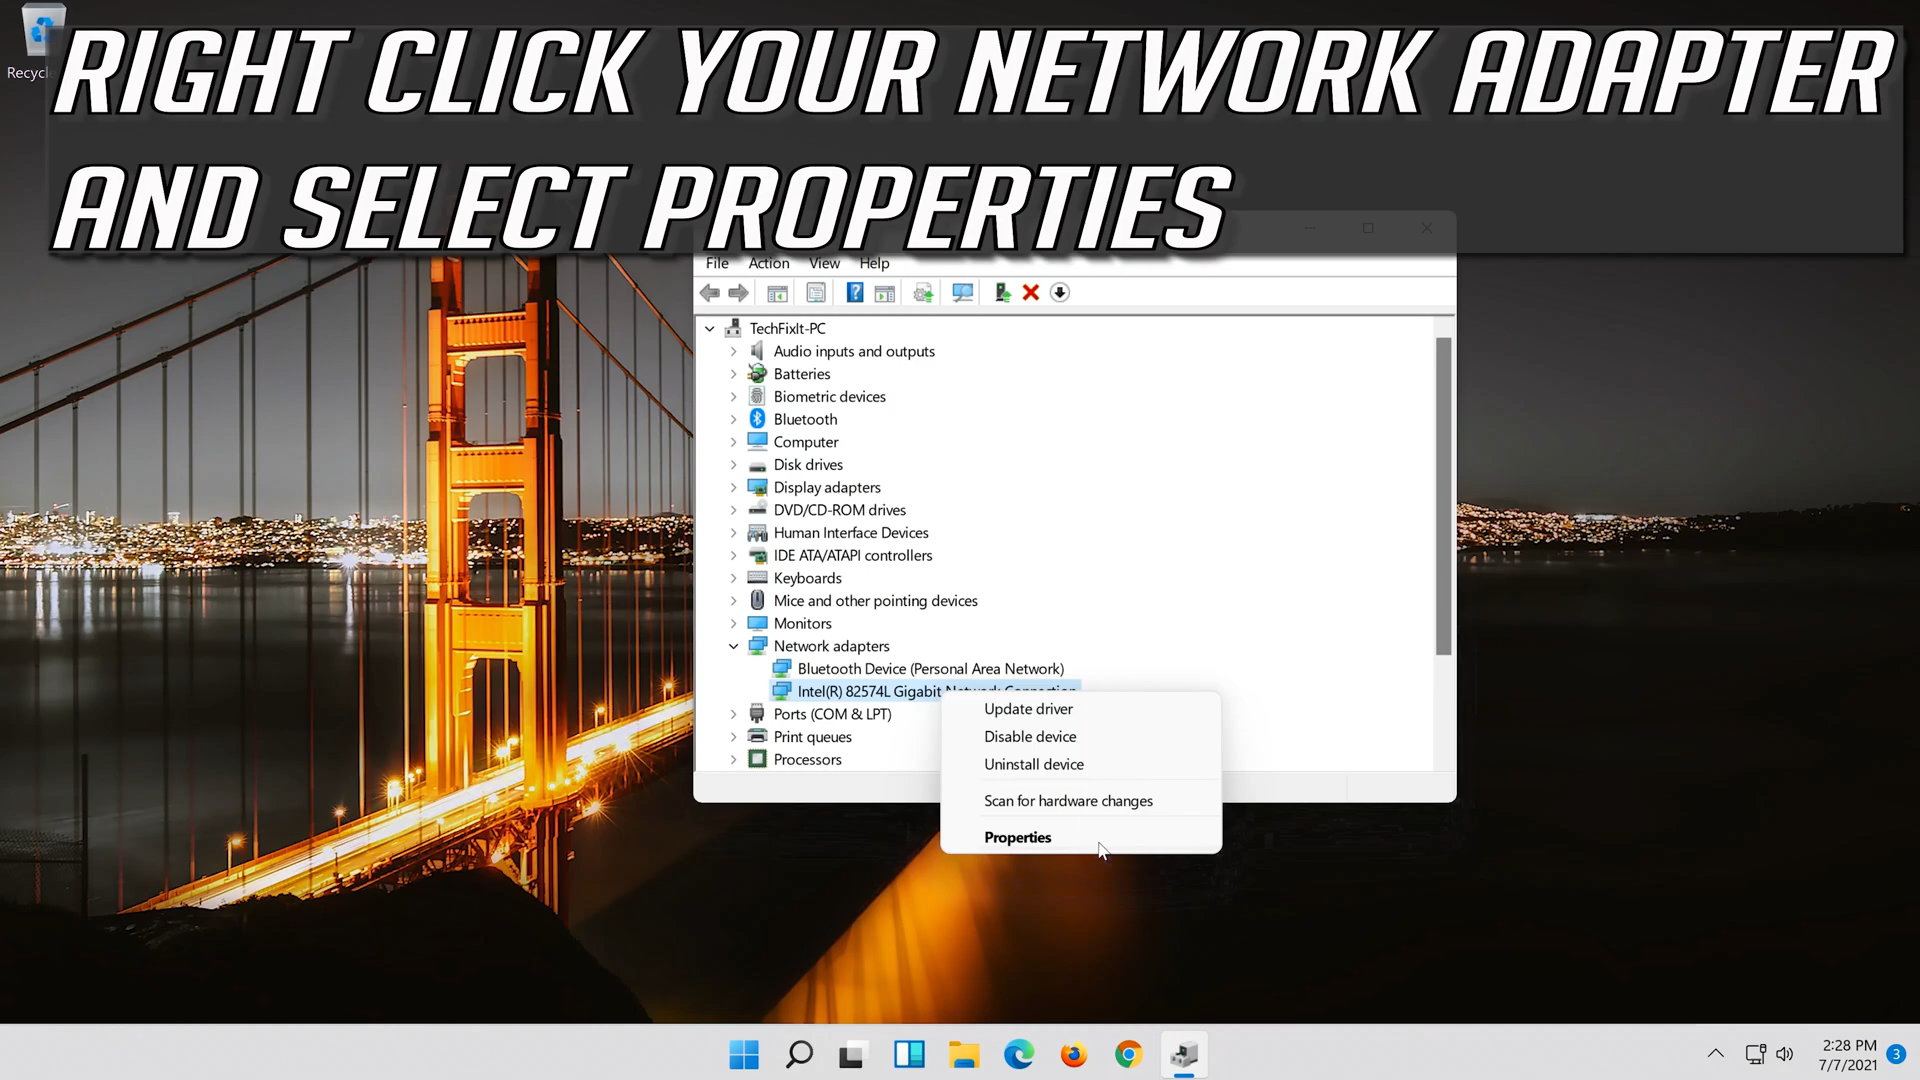 RIGHT CLICK YOUR NETWORK ADAPTER
AND SELECT PROPERTIES
File Action View Help
TechFixIt-PC
Audio inputs and outputs
Batteries
Biometric devices
Bluetooth
Computer
Disk drives
Display adapters
DVD/CD-ROM drives
Human Interface Devices
IDE ATA/ATAPI controllers
Keyboards
Mice and other pointing devices
Monitors
Network adapters
Bluetooth Device (Personal Area Network)
Intel(R) 82574L Gigabit Network Connection
Ports (COM & LPT)
Print queues
Processors
Update driver
Disable device
Uninstall device
Scan for hardware changes
Properties
2:28 PM
7/7/2021
3